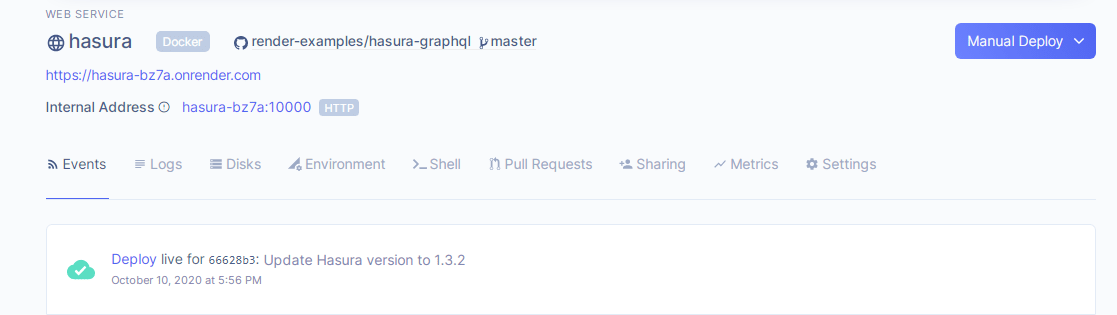 WEB SERVICE
hasura Docker render-examples/hasura-graphql master Manual Deploy
https://hasura-bz7a.onrender.com
Internal Address hasura-bz7a:10000 HTTP
Events Logs Disks Environment Shell Pull Requests Sharing Metrics Settings
Deploy live for 66628b3: Update Hasura version to 1.3.2
October 10, 2020 at 5:56 PM